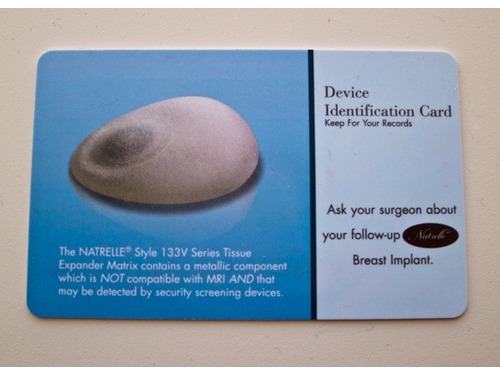 Device
Identification Card
Keep For Your Records
Ask your surgeon about
your follow-up Natrelle
Breast Implant.
The NATRELLE® Style 133V Series Tissue
Expander Matrix contains a metallic component
which is NOT compatible with MRI AND that
may be detected by security screening devices.